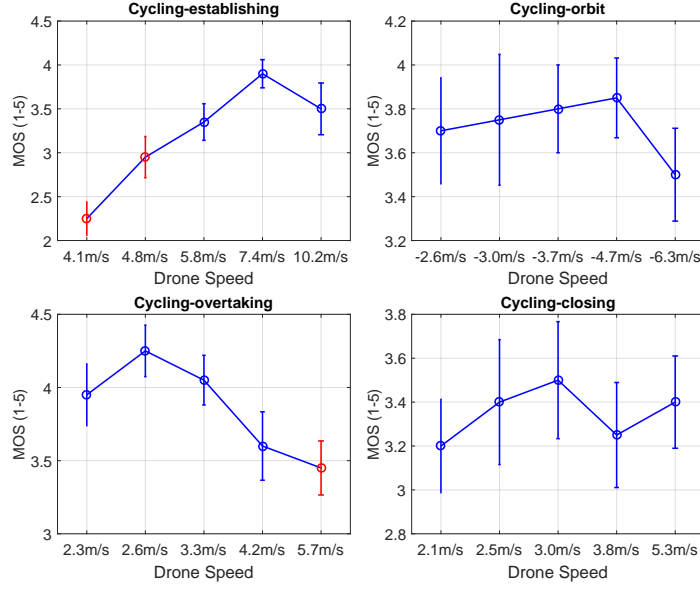 Cycling-establishing
4.5
4
3.5
3
2.5
2
MOS (1-5)
4.1m/s 4.8m/s 5.8m/s 7.4m/s 10.2m/s
Drone Speed
Cycling-orbit
4.2
4
3.8
3.6
3.4
3.2
MOS (1-5)
-2.6m/s -3.0m/s -3.7m/s -4.7m/s -6.3m/s
Drone Speed
Cycling-overtaking
4.5
4
3.5
3
MOS (1-5)
2.3m/s 2.6m/s 3.3m/s 4.2m/s 5.7m/s
Drone Speed
Cycling-closing
3.8
3.6
3.4
3.2
3
2.8
MOS (1-5)
2.1m/s 2.5m/s 3.0m/s 3.8m/s 5.3m/s
Drone Speed